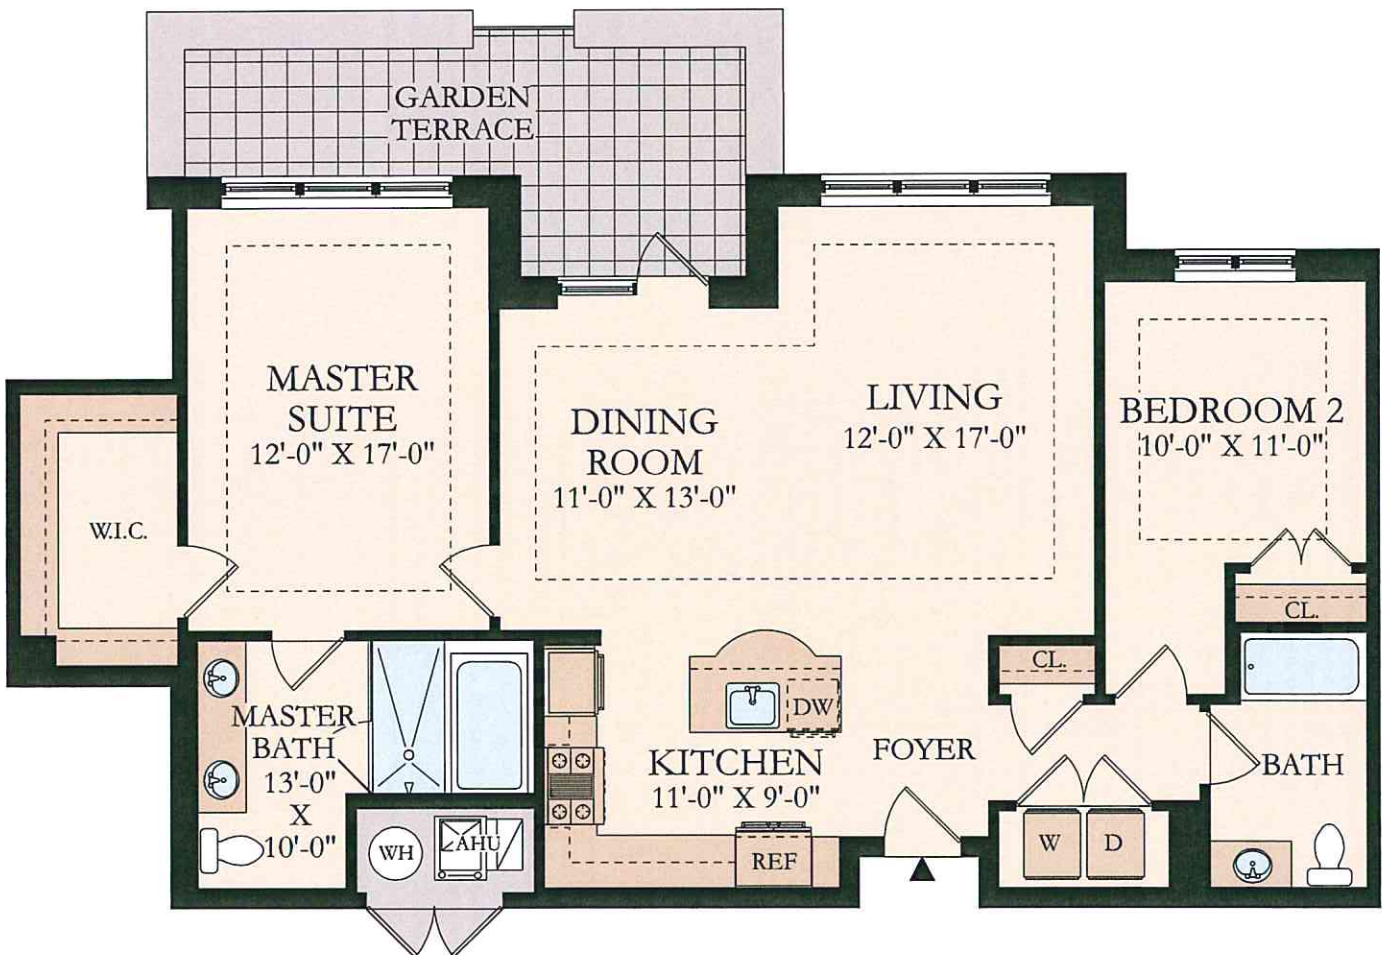 GARDEN
TERRACE
MASTER
SUITE
12'-0" X 17'-0"
DINING
ROOM
11'-0" X 13'-0"
LIVING
12'-0" X 17'-0"
BEDROOM 2
10'-0" X 11'-0"
W.I.C.
CL.
CL.
MASTER
BATH
13'-0"
X
10'-0"
DW
KITCHEN
11'-0" X 9'-0"
FOYER
BATH
WH
AHU
REF
W
D